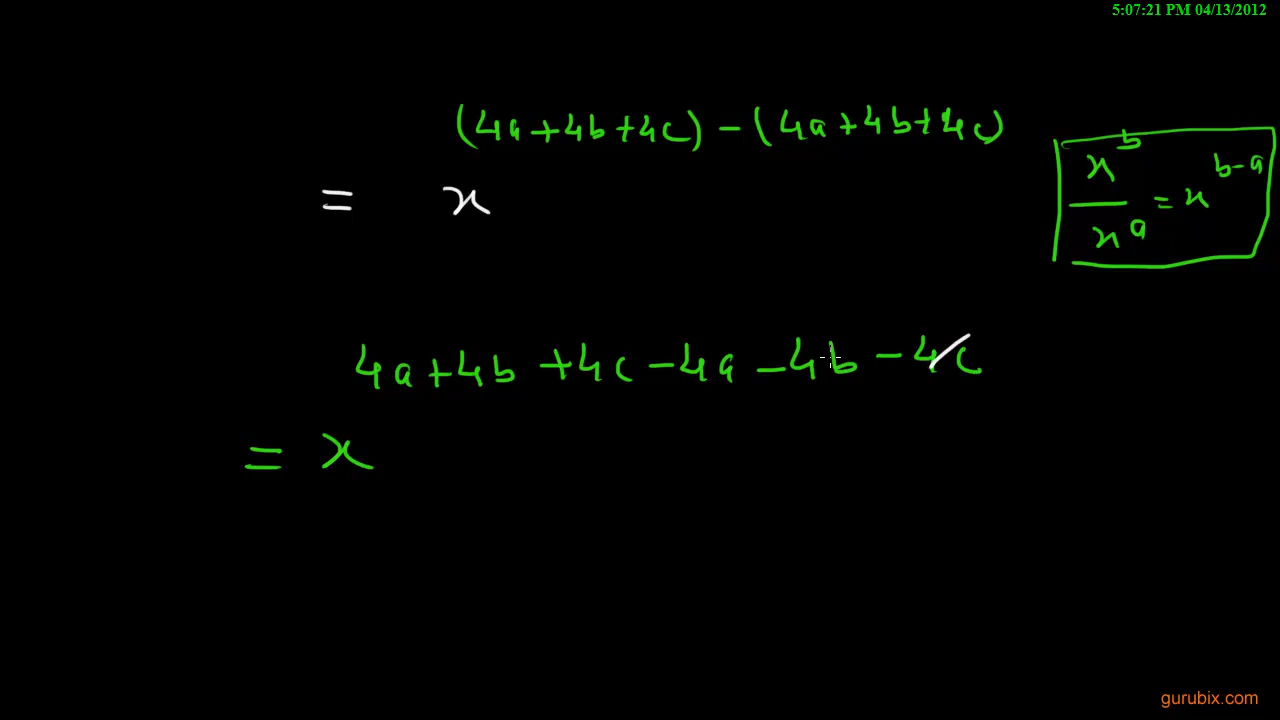 5:07:21 PM 04/13/2012
(4a+4b+4c)-(4a+4b+4c)
= x
x^b
x^a = x^b-a
4a+4b+4c-4a-4b-4c
= x
gurubix.com